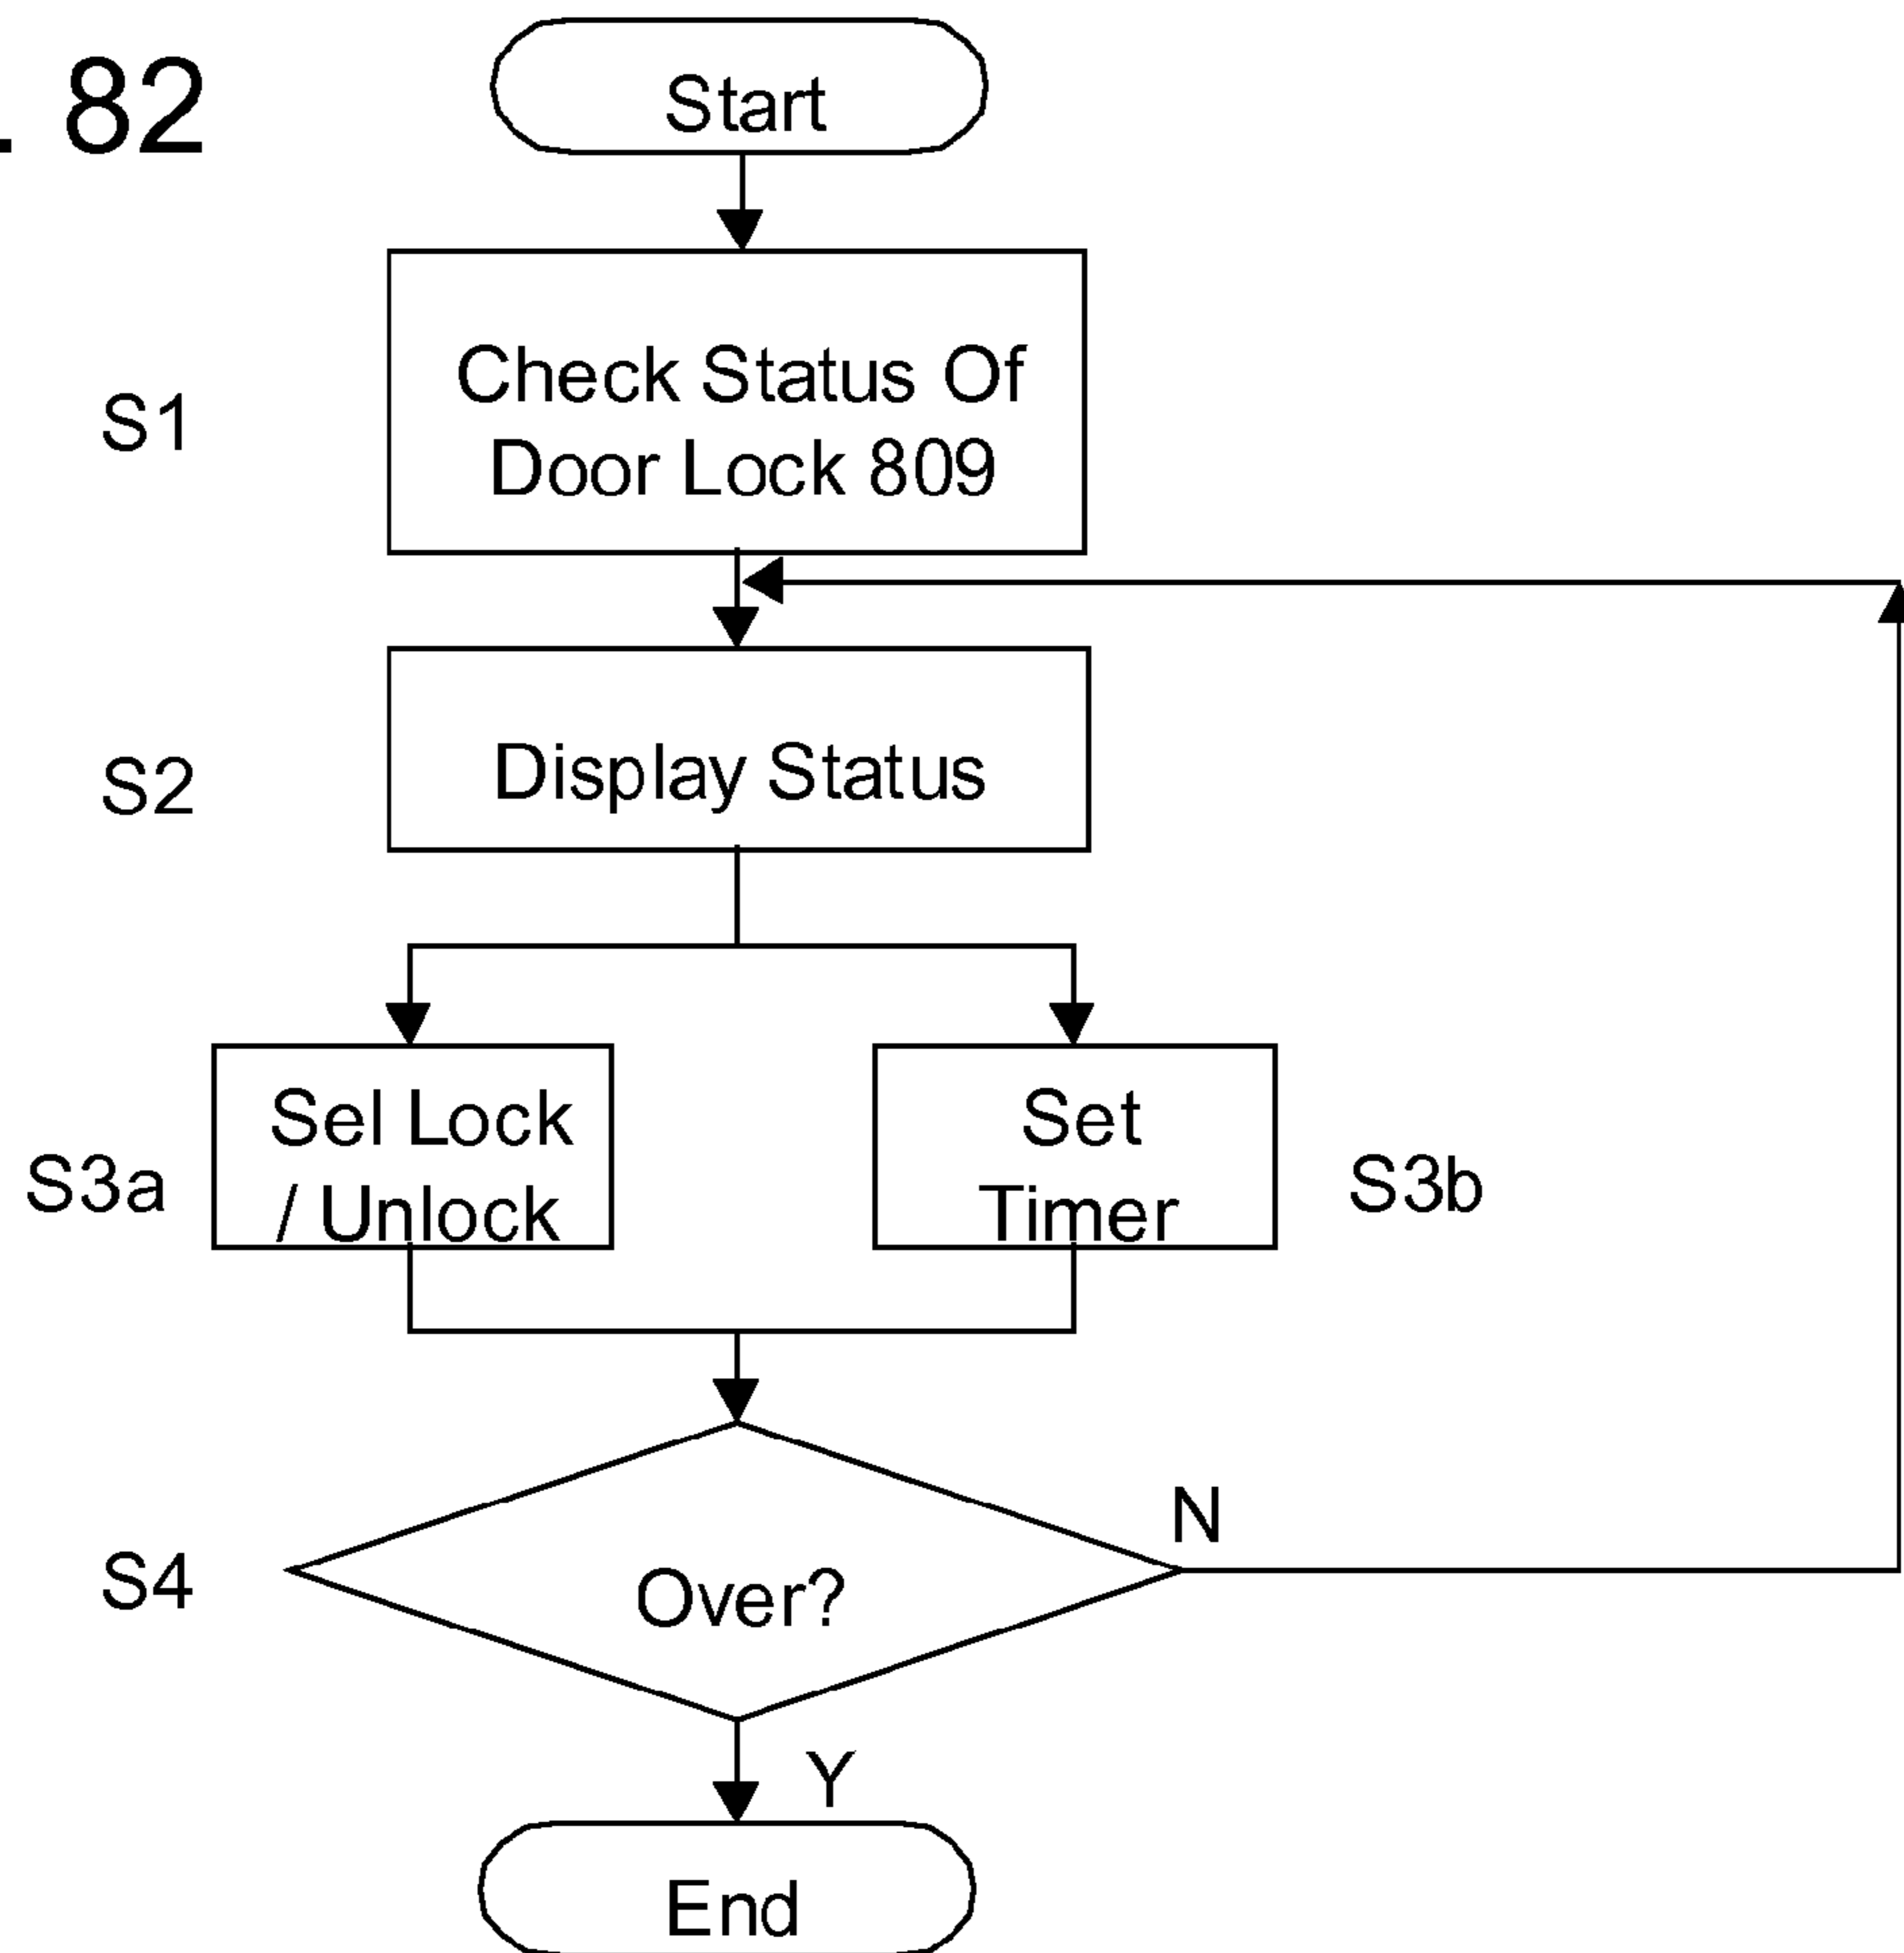 . 82
Start
S1
Check Status Of
Door Lock 809
S2
Display Status
S3a
Sel Lock
/ Unlock
Set
Timer
S3b
S4
Over?
N
Y
End